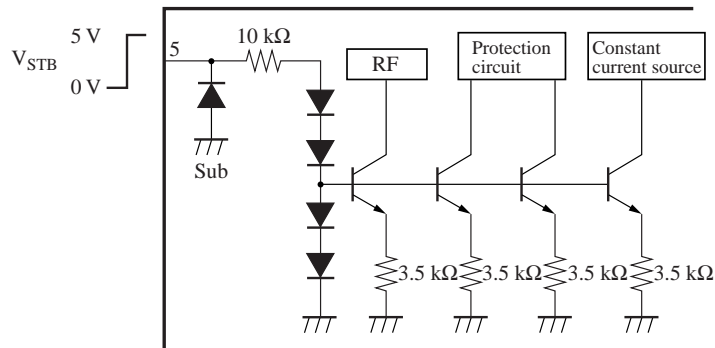 5 V
V_STB
0 V
5
10 kΩ
Sub
RF
Protection
circuit
Constant
current source
3.5 kΩ
3.5 kΩ
3.5 kΩ
3.5 kΩ